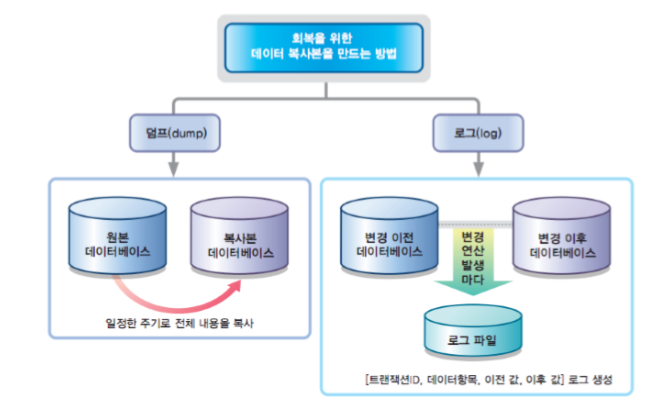 회복을 위한
데이터 복사본을 만드는 방법
덤프(dump)
로그(log)
원본
데이터베이스
복사본
데이터베이스
일정한 주기로 전체 내용을 복사
변경 이전
데이터베이스
변경
연산
발생
마다
변경 이후
데이터베이스
로그 파일
[트랜잭션ID, 데이터항목, 이전 값, 이후 값] 로그 생성